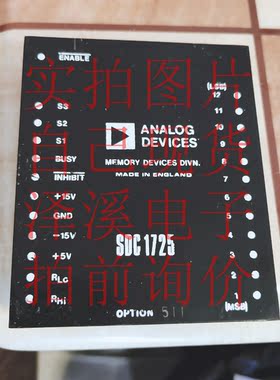 ENABLE
(LSB)
12
S3
11
S2
10
S1
9
BUSY
8
INHIBIT
7
+15V
6
GND
5
-15V
4
+5V
3
RLO
2
RHI
1
(MSB)
ANALOG
DEVICES
MEMORY DEVICES DIVN.
MADE IN ENGLAND
SDC1725
OPTION 511
实拍图片
自己现货
泽溪电子
拍前询价